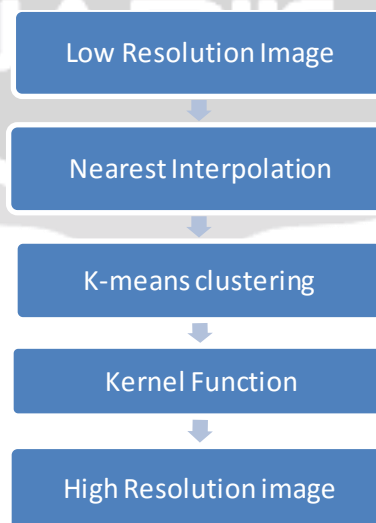 Low Resolution Image
Nearest Interpolation
K-means clustering
Kernel Function
High Resolution image